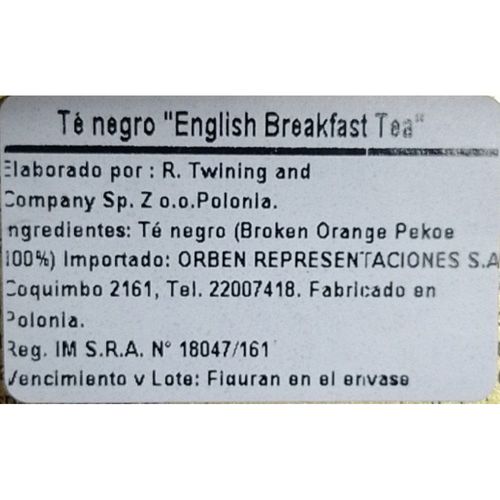 Té negro "English Breakfast Tea"
Elaborado por : R. Twining and
Company Sp. Z o.o.Polonia.
Ingredientes: Té negro (Broken Orange Pekoe
100%) Importado: ORBEN REPRESENTACIONES S.A
Coquimbo 2161, Tel. 22007418. Fabricado en
Polonia.
Reg. IM S.R.A. N° 18047/161
Vencimiento y Lote: Figuran en el envase